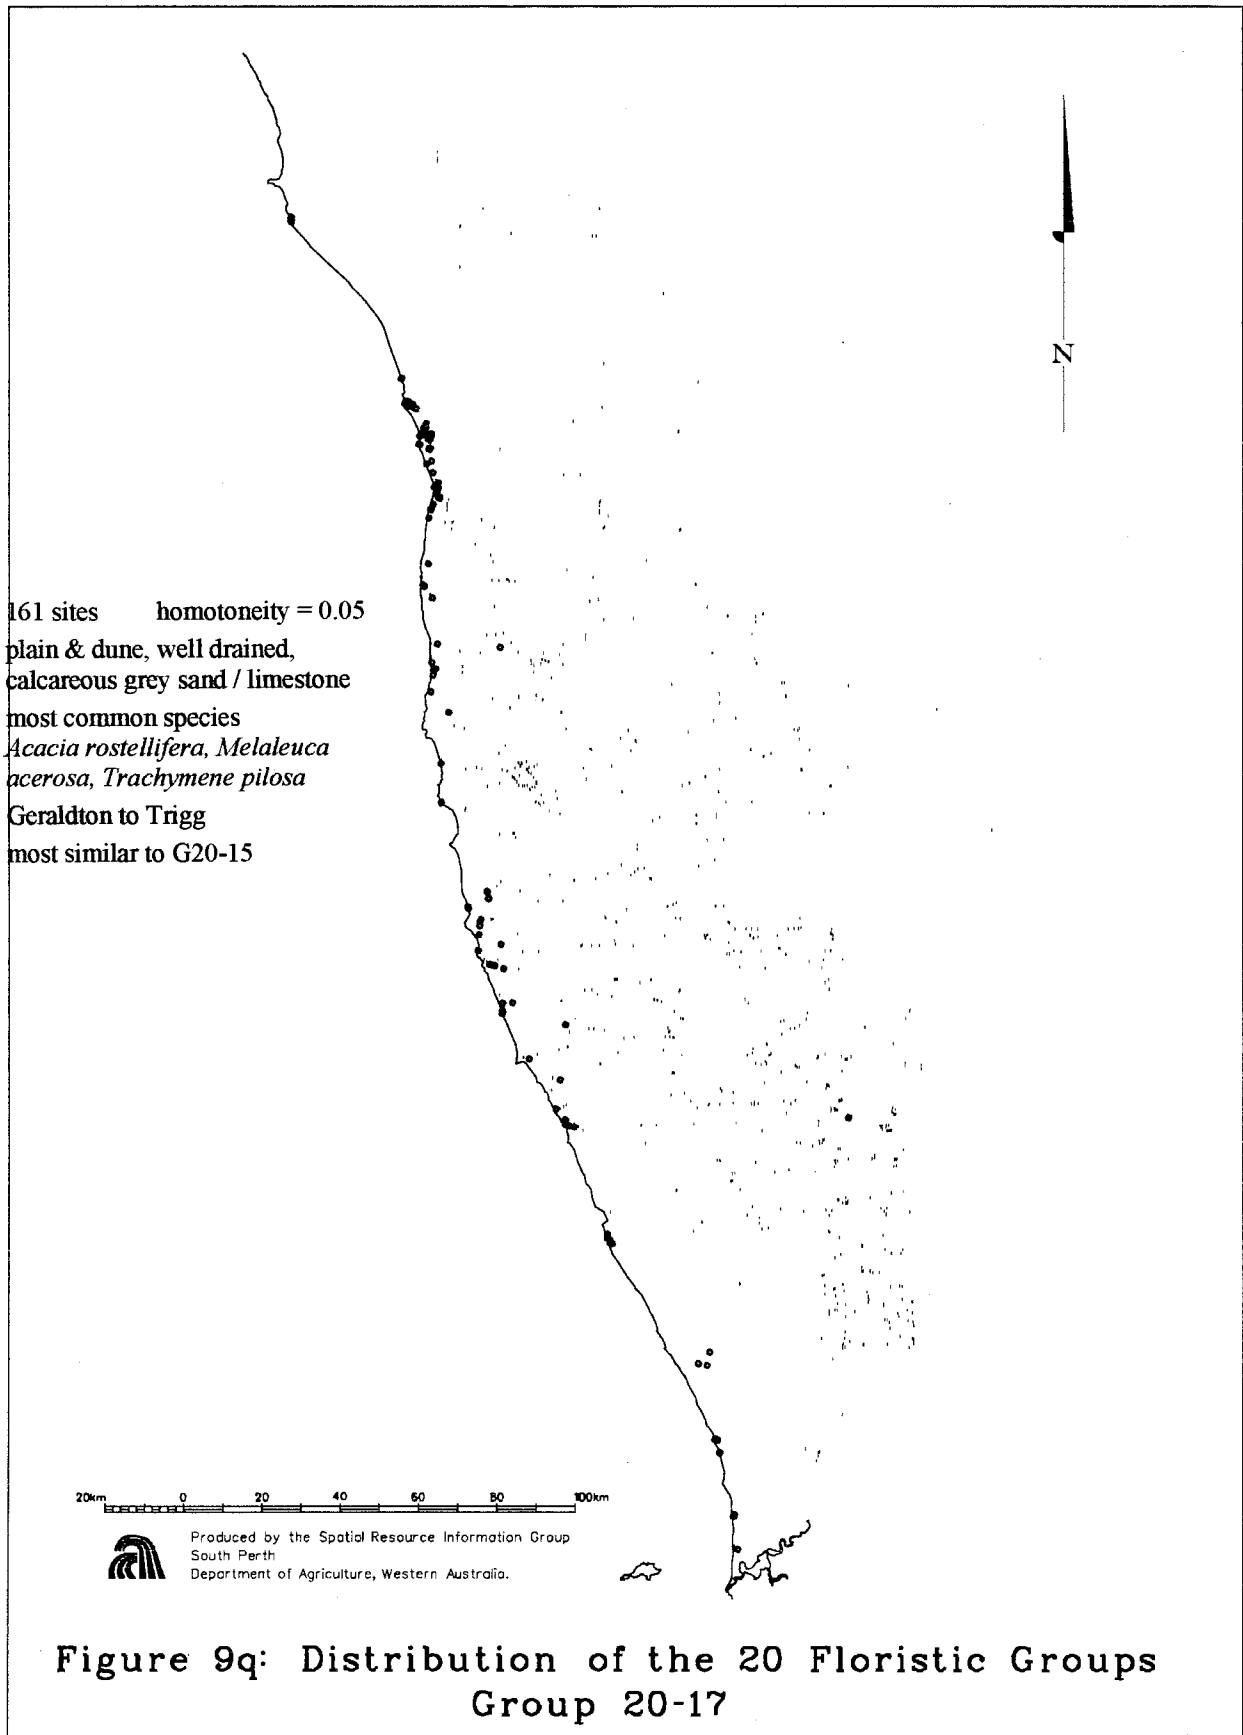 N
161 sites homotoneity = 0.05
plain & dune, well drained,
calcareous grey sand / limestone
most common species
Acacia rostellifera, Melaleuca
acerosa, Trachymene pilosa
Geraldton to Trigg
most similar to G20-15
20km 0 20 40 60 80 100km
Produced by the Spatial Resource Information Group
South Perth
Department of Agriculture, Western Australia.
Figure 9q: Distribution of the 20 Floristic Groups
Group 20-17